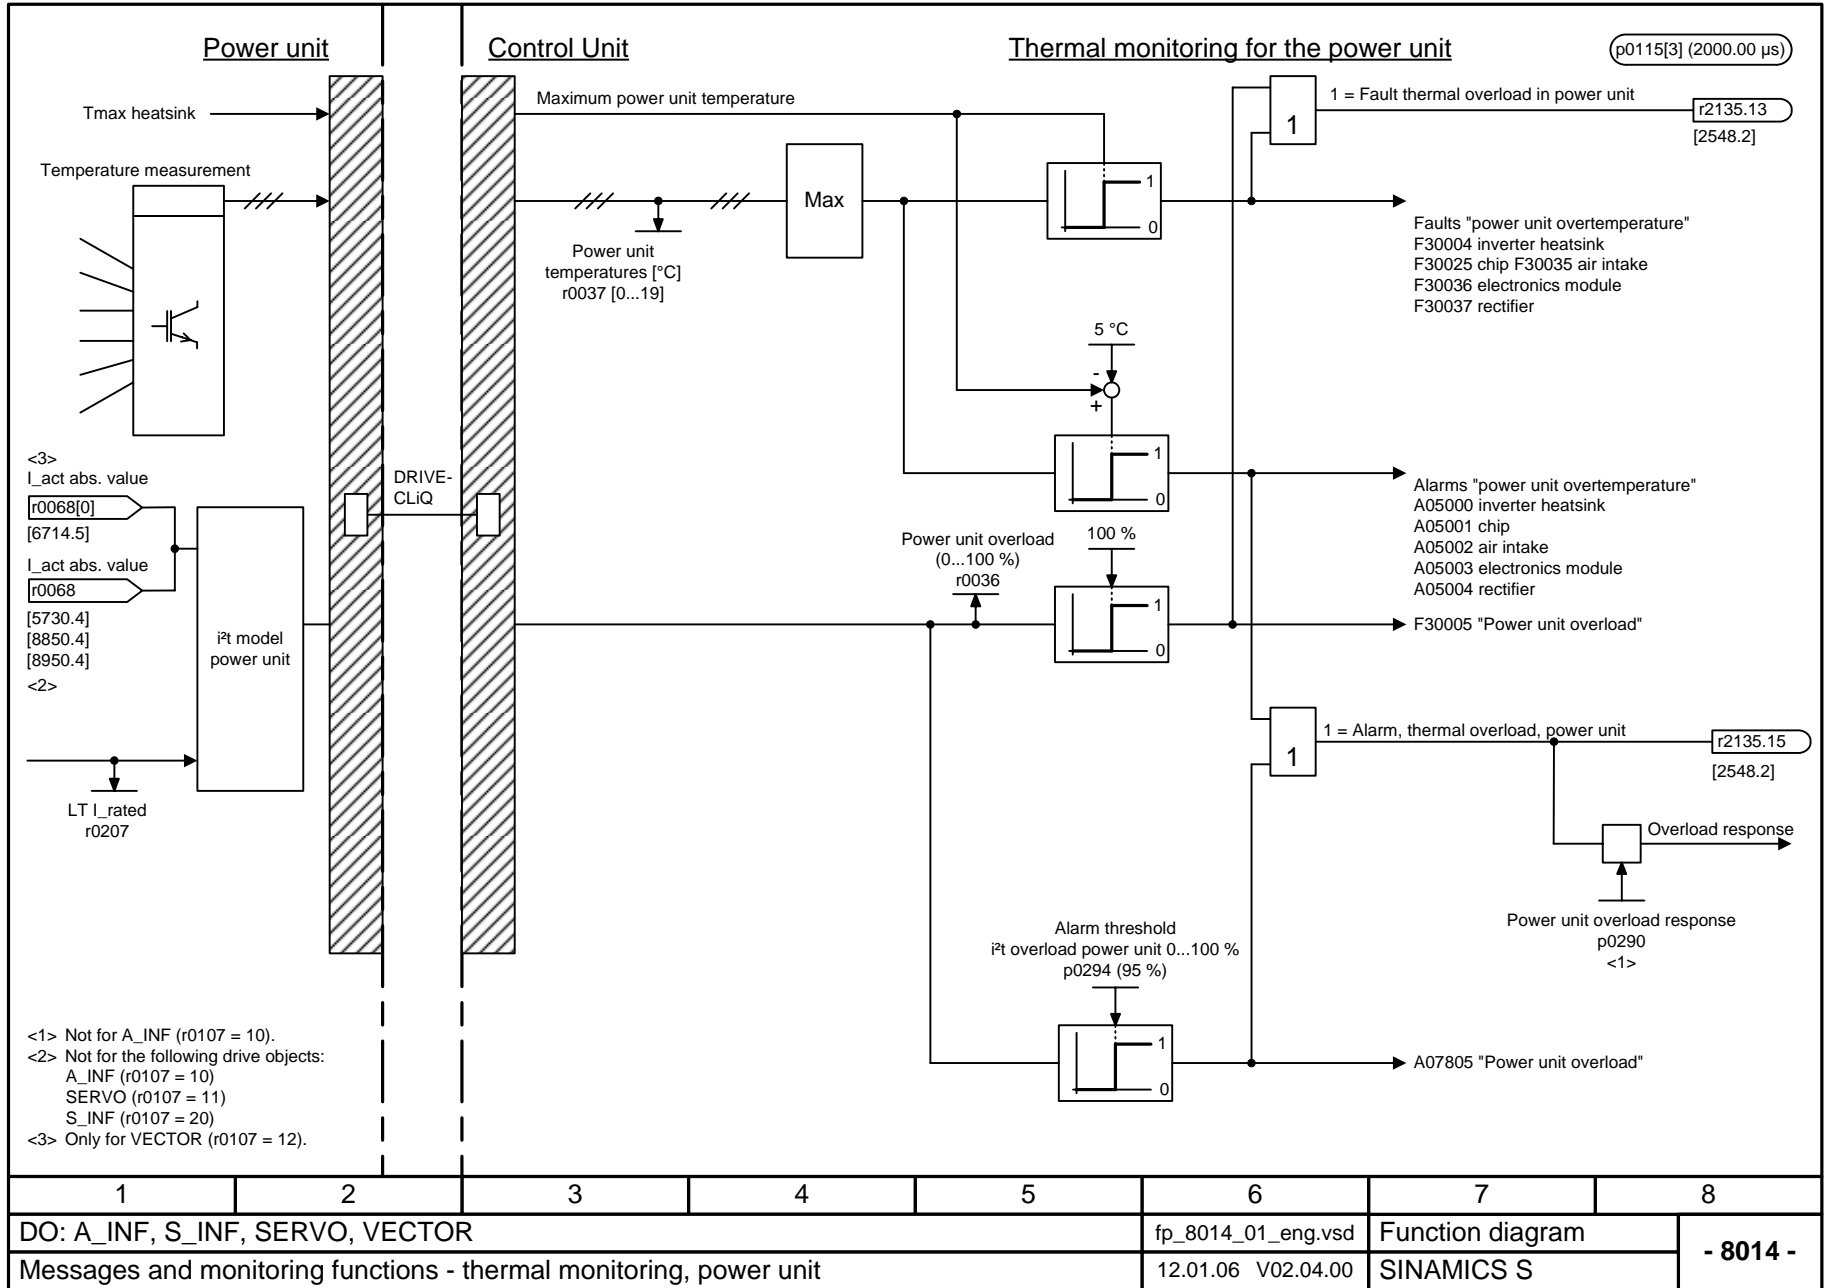 Power unit
Control Unit
Thermal monitoring for the power unit
p0115[3] (2000.00 µs)
Tmax heatsink
Maximum power unit temperature
1 = Fault thermal overload in power unit
r2135.13
[2548.2]
1
Temperature measurement
Max
1
0
Power unit
temperatures [°C]
r0037 [0...19]
Faults "power unit overtemperature"
F30004 inverter heatsink
F30025 chip F30035 air intake
F30036 electronics module
F30037 rectifier
5 °C
-
+
<3>
I_act abs. value
r0068[0]
[6714.5]
I_act abs. value
r0068
[5730.4]
[8850.4]
[8950.4]
<2>
i²t model
power unit
DRIVE-
CLiQ
1
0
Alarms "power unit overtemperature"
A05000 inverter heatsink
A05001 chip
A05002 air intake
A05003 electronics module
A05004 rectifier
Power unit overload
(0...100 %)
r0036
100 %
1
0
F30005 "Power unit overload"
LT I_rated
r0207
1
1 = Alarm, thermal overload, power unit
r2135.15
[2548.2]
Overload response
Power unit overload response
p0290
<1>
Alarm threshold
i²t overload power unit 0...100 %
p0294 (95 %)
1
0
A07805 "Power unit overload"
<1> Not for A_INF (r0107 = 10).
<2> Not for the following drive objects:
A_INF (r0107 = 10)
SERVO (r0107 = 11)
S_INF (r0107 = 20)
<3> Only for VECTOR (r0107 = 12).
1 2 3 4 5 6 7 8
DO: A_INF, S_INF, SERVO, VECTOR
fp_8014_01_eng.vsd
Function diagram
- 8014 -
Messages and monitoring functions - thermal monitoring, power unit
12.01.06 V02.04.00
SINAMICS S